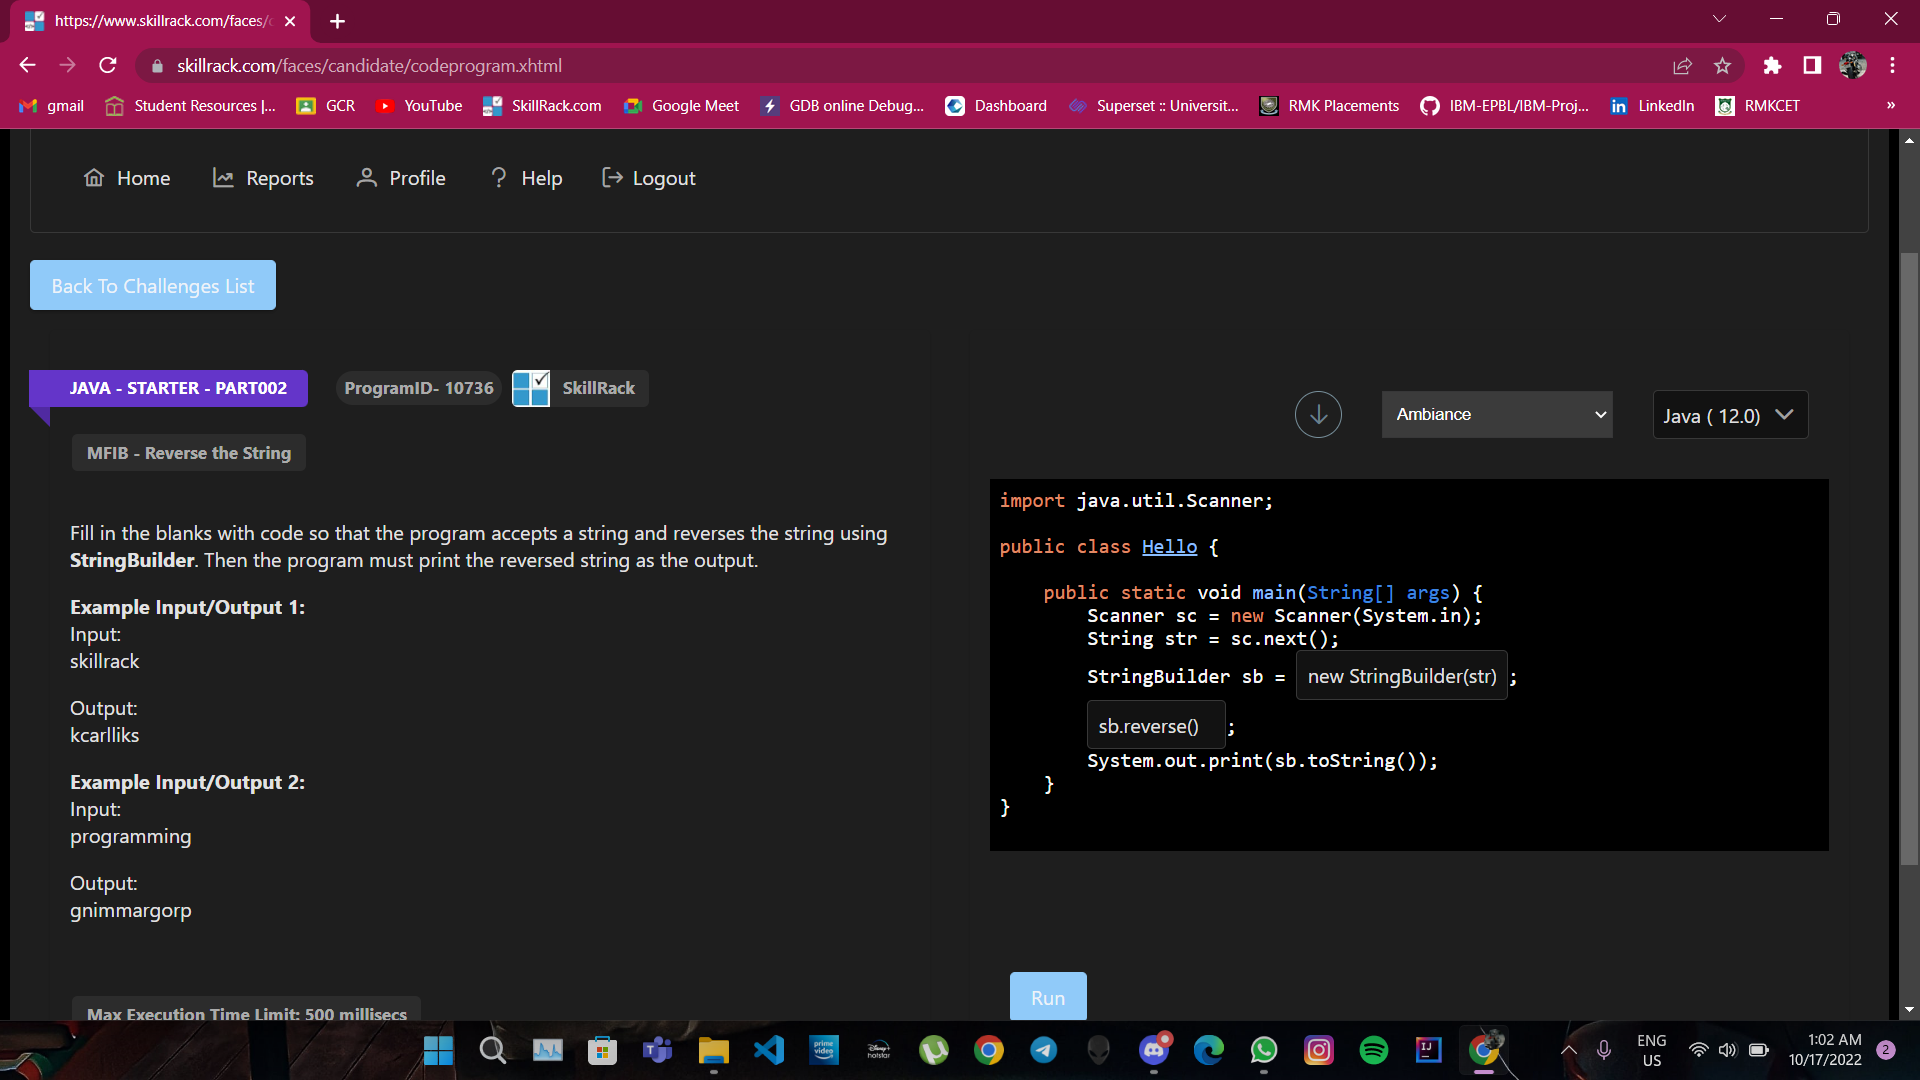 https://www.skillrack.com/faces/c
skillrack.com/faces/candidate/codeprogram.xhtml
gmail Student Resources |... GCR YouTube SkillRack.com Google Meet GDB online Debug... Dashboard Superset :: Universit... RMK Placements IBM-EPBL/IBM-Proj... LinkedIn RMKCET »
Home Reports Profile Help Logout
Back To Challenges List
JAVA - STARTER - PART002 ProgramID- 10736 SkillRack
MFIB - Reverse the String
Fill in the blanks with code so that the program accepts a string and reverses the string using
StringBuilder. Then the program must print the reversed string as the output.
Example Input/Output 1:
Input:
skillrack
Output:
kcarlliks
Example Input/Output 2:
Input:
programming
Output:
gnimmargorp
Max Execution Time Limit: 500 millisecs
Ambiance Java ( 12.0)
import java.util.Scanner;
public class Hello {
public static void main(String[] args) {
Scanner sc = new Scanner(System.in);
String str = sc.next();
StringBuilder sb = new StringBuilder(str) ;
sb.reverse() ;
System.out.print(sb.toString());
}
}
Run
prime video
Disney+ hotstar
IJ
ENG
US
1:02 AM
10/17/2022
2